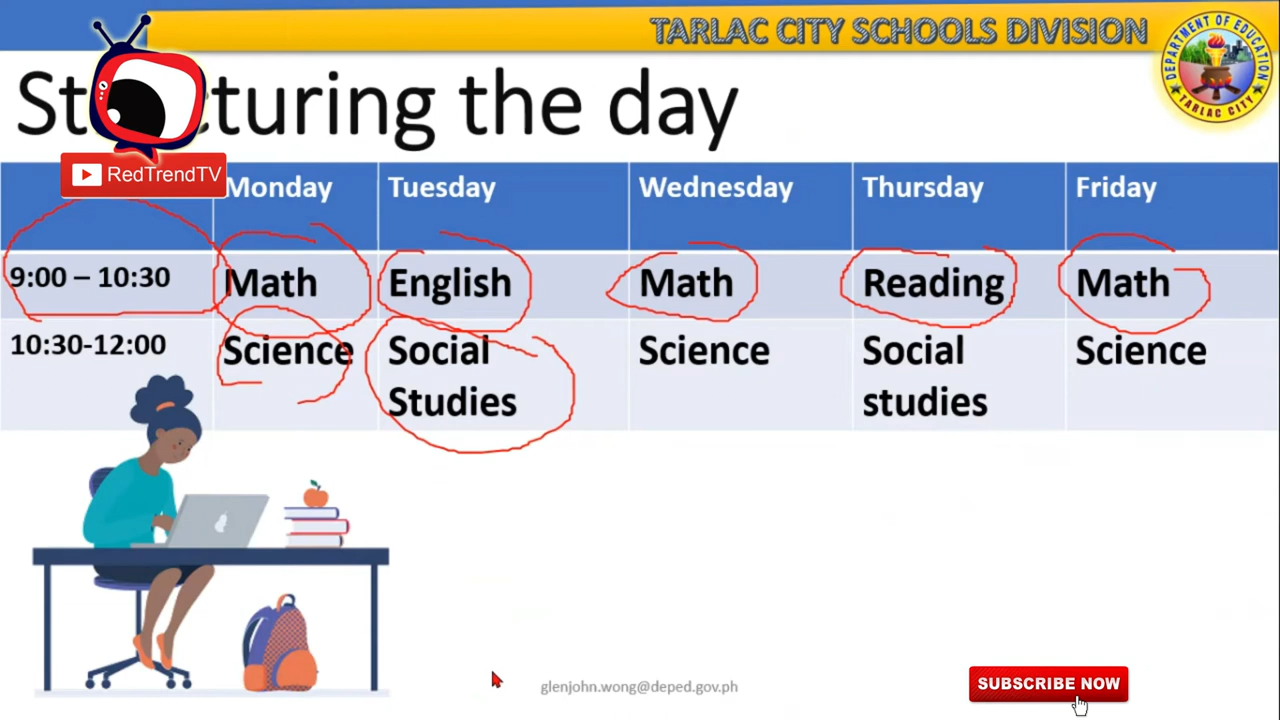 TARLAC CITY SCHOOLS DIVISION
DEPARTMENT OF EDUCATION
TARLAC CITY
St turing the day
RedTrendTV
Monday Tuesday Wednesday Thursday Friday
9:00 – 10:30 Math English Math Reading Math
10:30-12:00 Science Social Science Social Science
Studies studies
glenjohn.wong@deped.gov.ph
SUBSCRIBE NOW